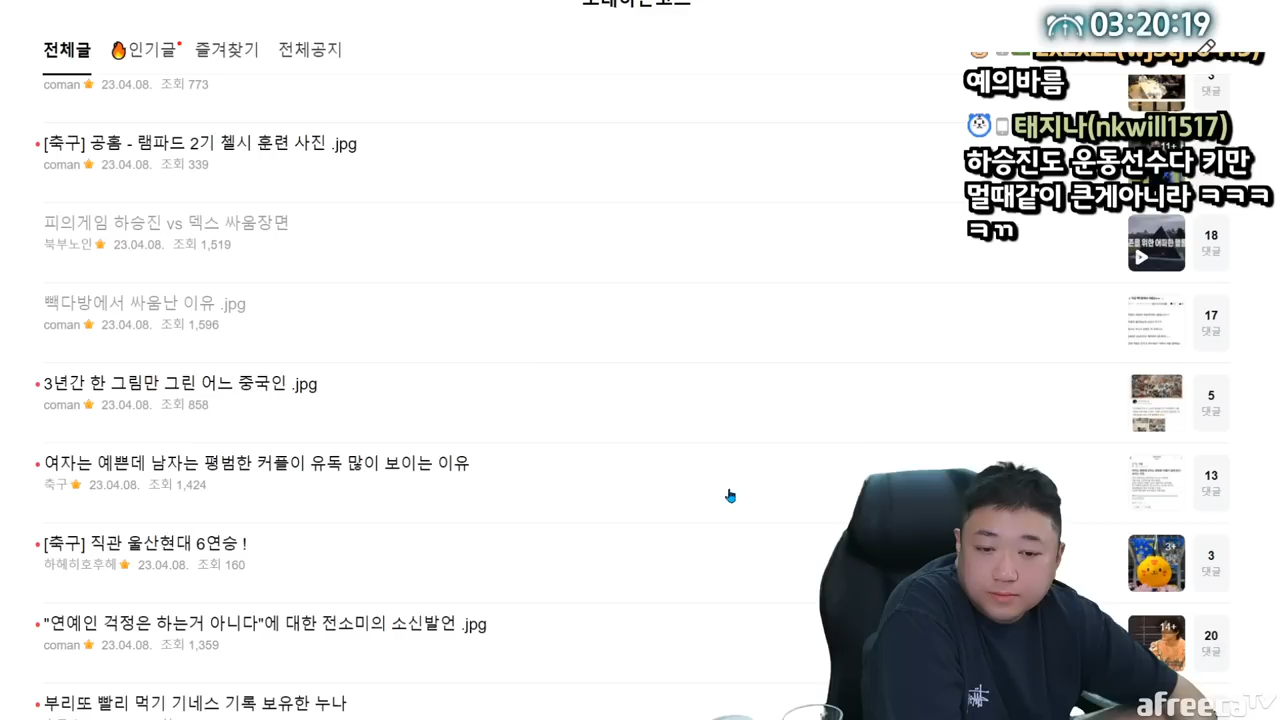 03:20:19
전체글 🔥인기글 즐겨찾기 전체공지
예의바름
coman 23.04.08. 조회 773
3
댓글
태지나(nkwill1517)
[축구] 공홈 - 램파드 2기 첼시 훈련 사진 .jpg
coman 23.04.08. 조회 339
11+
하승진도 운동선수다 키만
멀때같이 큰게아니라 ㅋㅋㅋ
ㅋㄲ
피의게임 하승진 vs 덱스 싸움장면
북부노인 23.04.08. 조회 1,519
18
댓글
빽다방에서 싸움난 이유 .jpg
coman 23.04.08. 조회 1,596
17
댓글
3년간 한 그림만 그린 어느 중국인 .jpg
coman 23.04.08. 조회 858
5
댓글
여자는 예쁜데 남자는 평범한 커플이 유독 많이 보이는 이유
축구 23.04.08. 조회 1,424
13
댓글
[축구] 직관 울산현대 6연승 !
하헤히호후헤 23.04.08. 조회 160
3+
3
댓글
"연예인 걱정은 하는거 아니다"에 대한 전소미의 소신발언 .jpg
coman 23.04.08. 조회 1,359
14+
20
댓글
부리또 빨리 먹기 기네스 기록 보유한 누나
afreecaTV